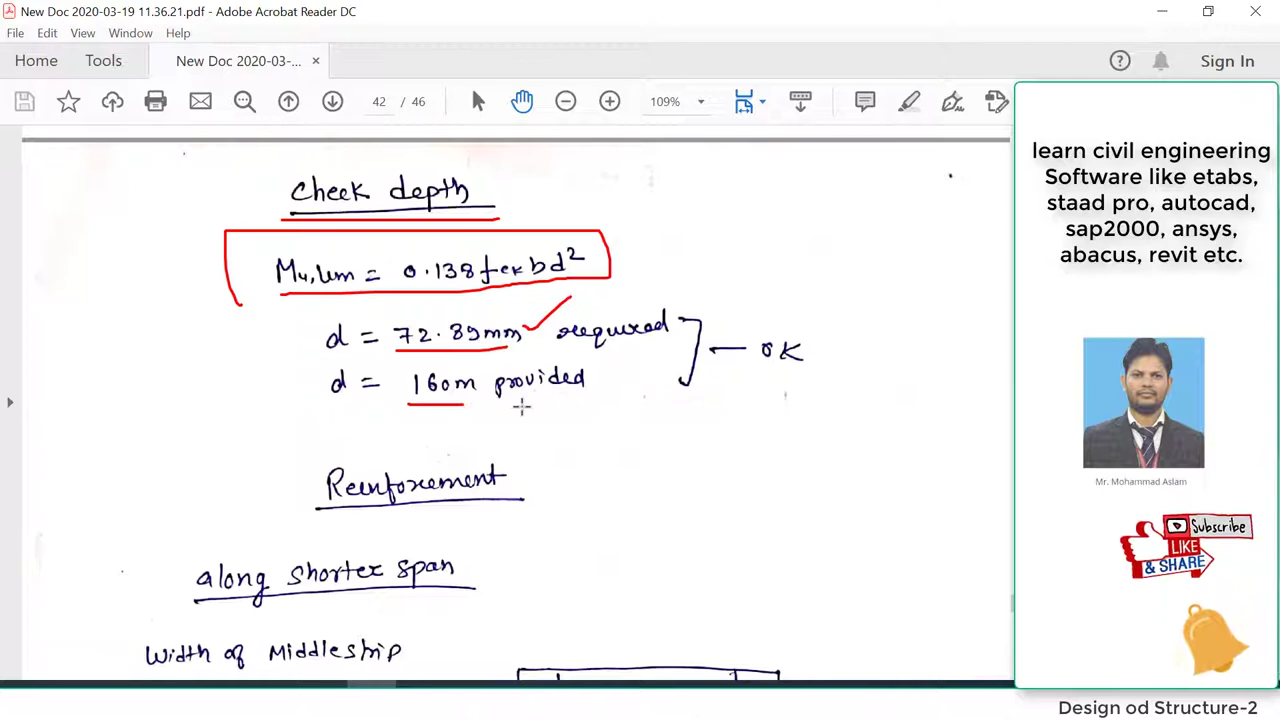 New Doc 2020-03-19 11.36.21.pdf - Adobe Acrobat Reader DC
File Edit View Window Help
Home Tools New Doc 2020-03-... × Sign In
42 / 46 109%
Cheek depth
Mu,lim = 0.138 fck bd²
d = 72.89mm required
d = 160m provided
OK
Reinforement
along shorter span
Width of Middleship
learn civil engineering
Software like etabs,
staad pro, autocad,
sap2000, ansys,
abacus, revit etc.
Mr. Mohammad Aslam
Subscribe
LIKE
& SHARE
Design od Structure-2